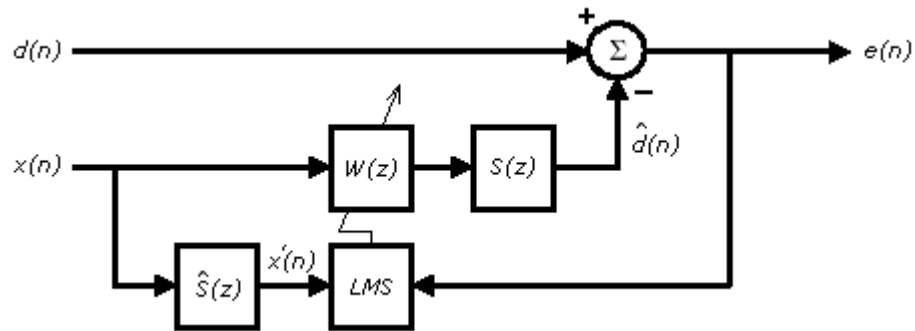 +
d(n)
Σ
e(n)
−
d̂(n)
x(n)
W(z)
S(z)
Ŝ(z)
x'(n)
LMS